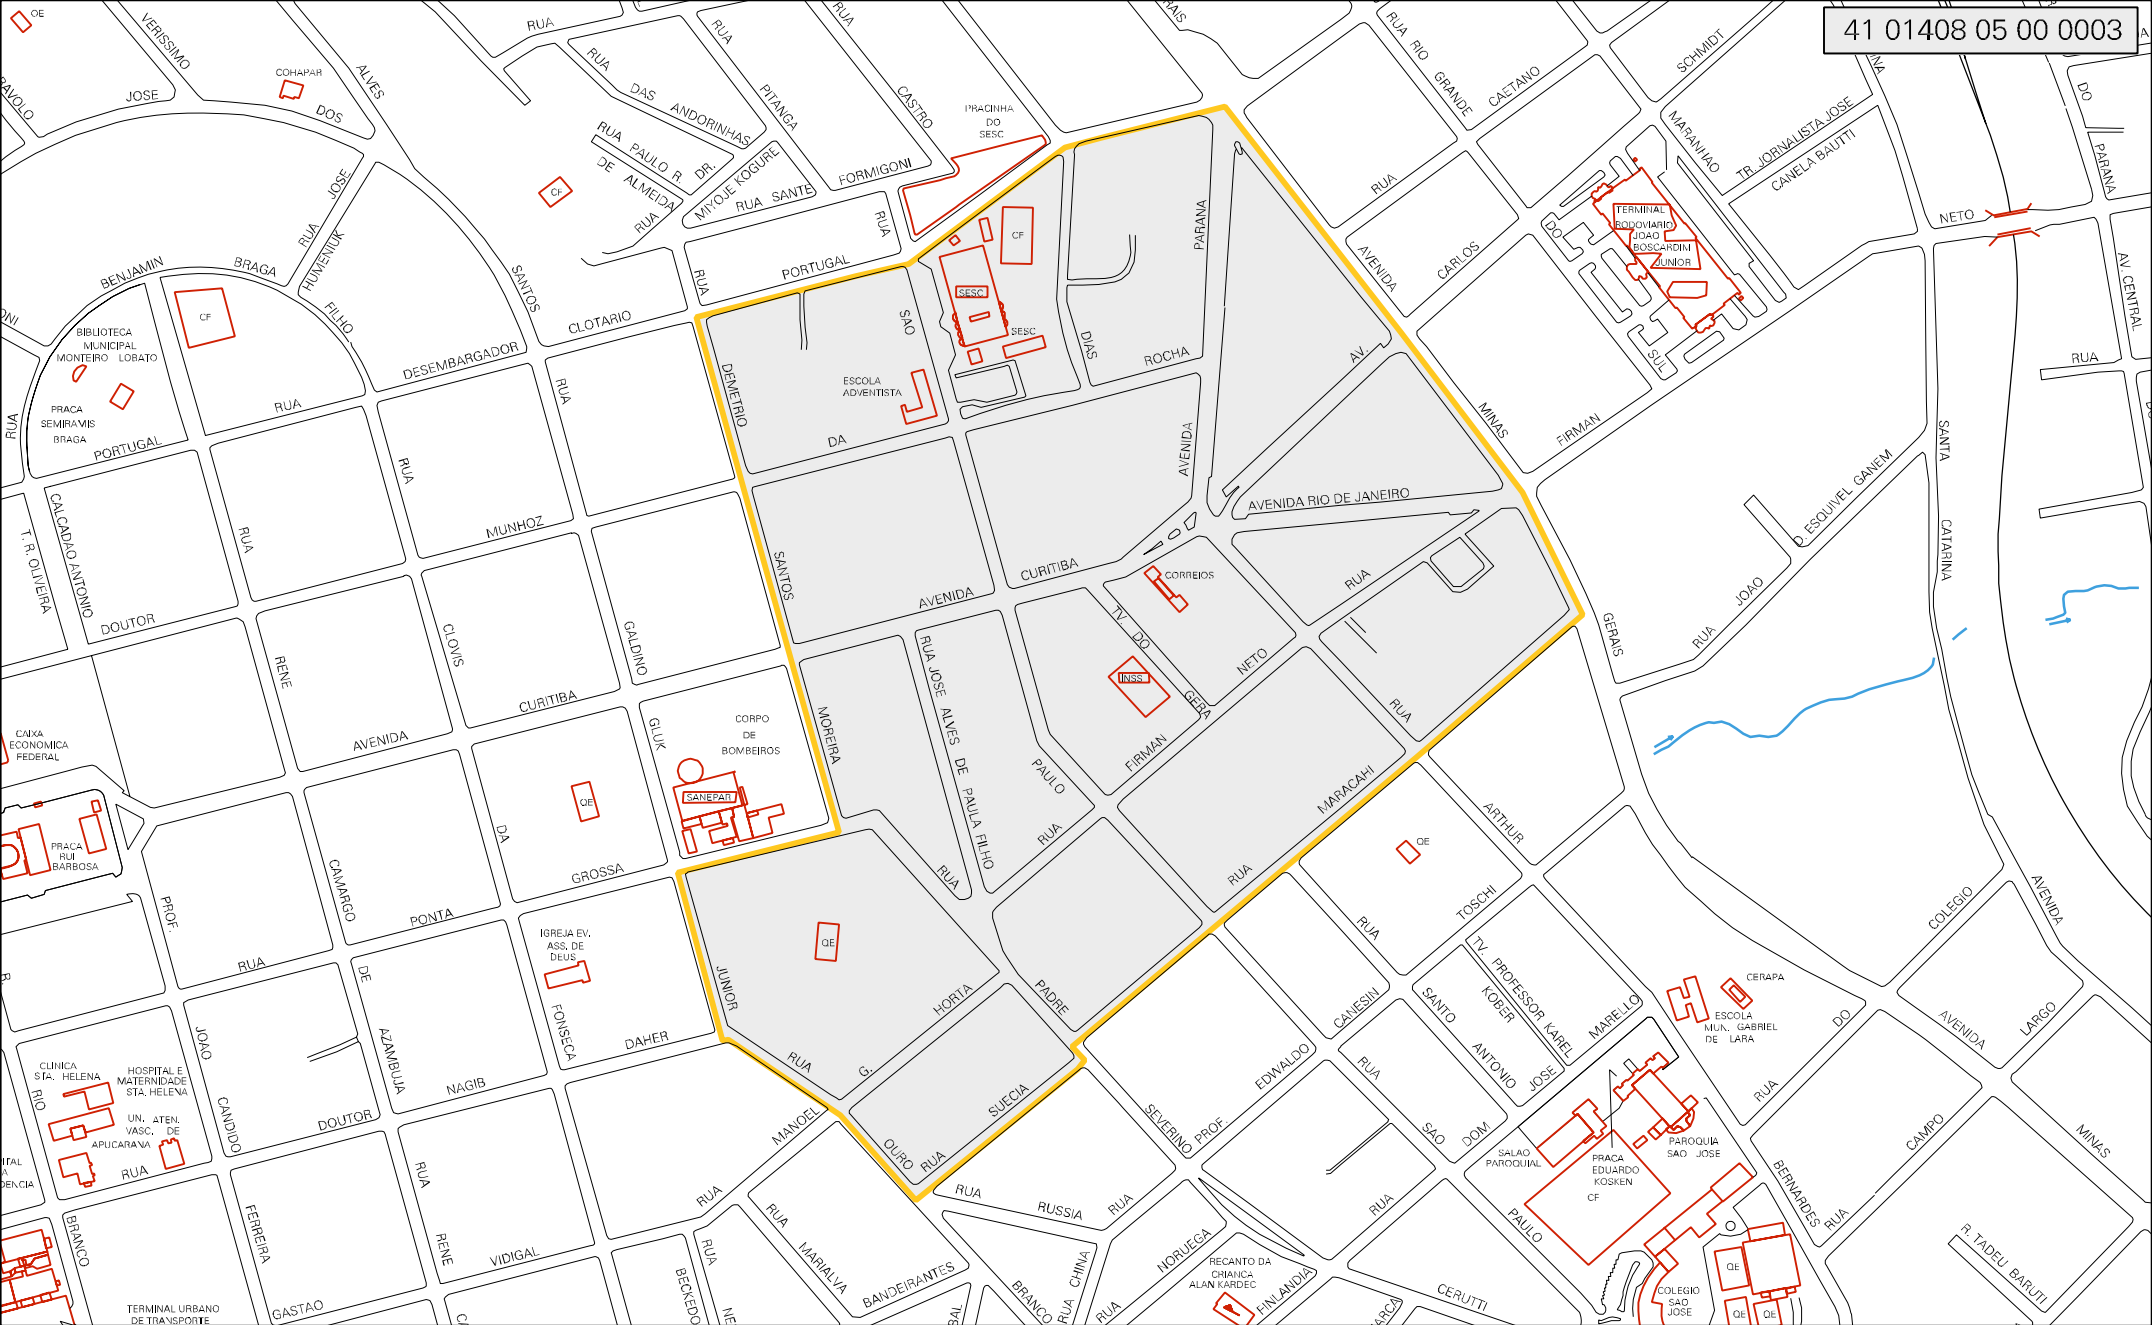 41 01408 05 00 0003
OE
VERISSIMO
COHAPAR
ALVES
JOSE
DOS
RUA
RUA
DAS ANDORINHAS
RUA
PITANGA
RUA
CASTRO
PRACINHA
DO
SESC
RUA RIO GRANDE
CAETANO
SCHMIDT
MARANHAO
TR. JORNALISTA JOSE
CANELA BAUTTI
DO
PARANA
RUA PAULO R.
DE ALMEIDA
DR.
MIYOJE KOGURE
RUA SANTE
FORMIGONI
CF
RUA
RUA
PORTUGAL
RUA
RUA
JOSE
RUA
HUMENIUK
BENJAMIN
BRAGA
FILHO
SANTOS
CLOTARIO
DESEMBARGADOR
CF
BIBLIOTECA
MUNICIPAL
MONTEIRO LOBATO
PRACA
SEMIRAMIS
BRAGA
RUA
PORTUGAL
RUA
CF
SESC
SESC
SAO
DIAS
ROCHA
PARANA
AVENIDA
CARLOS
DO
TERMINAL
RODOVIARIO
JOAO
BOSCARDINI
JUNIOR
SUL
NETO
AV. CENTRAL
RUA
AV.
MINAS
FIRMAN
SANTA
CATARINA
ESCOLA
ADVENTISTA
DEMETRIO
DA
AVENIDA
AVENIDA RIO DE JANEIRO
RUA
RUA
MUNHOZ
RUA
CALCADAO ANTONIO
T. R. OLIVEIRA
DOUTOR
SANTOS
AVENIDA
CURITIBA
CORREIOS
RUA
D. ESQUIVEL GANEM
JOAO
RUA
GERAIS
TV. DO
GERA
NETO
INSS
RUA JOSE ALVES DE PAULA FILHO
RENE
CLOVIS
GALDINO
CURITIBA
AVENIDA
GLUK
CORPO
DE
BOMBEIROS
SANEPAR
MOREIRA
PAULO
FIRMAN
RUA
MARACAHI
RUA
RUA
RUA
ARTHUR
CAIXA
ECONOMICA
FEDERAL
PRACA
RUI
BARBOSA
QE
DA
GROSSA
PONTA
RUA
CAMARGO
PROF.
DE
IGREJA EV.
ASS. DE
DEUS
QE
JUNIOR
HORTA
PADRE
QE
RUA
TOSCHI
TV. PROFESSOR KAREL
KOBER
CANESIN
SANTO
ANTONIO
MARELLO
JOSE
CERAPA
ESCOLA
MUN. GABRIEL
DE LARA
COLEGIO
AVENIDA
AVENIDA
LARGO
DO
RUA
CAMPO
RUA
MINAS
FONSECA
DAHER
NAGIB
DOUTOR
AZAMBUJA
JOAO
CANDIDO
CLINICA
STA. HELENA
HOSPITAL E
MATERNIDADE
STA. HELENA
UN. ATEN.
VASC. DE
APUCARANA
RIO
RUA
BRANCO
FERREIRA
RUA
RENE
VIDIGAL
GASTAO
TERMINAL URBANO
DE TRANSPORTE
RUA
G.
SUECIA
RUA
OURO
MANOEL
RUA
RUA
MARIALVA
RUA
BECKEDO
BANDEIRANTES
RUA
RUSSIA
RUA
BRANCO
RUA CHINA
NORUEGA
RUA
RECANTO DA
CRIANCA
ALAN KARDEC
FINLANDIA
SEVERINO
PROF.
EDWALDO
RUA
SAO
DOM
RUA
CERUTTI
PAULO
SALAO
PAROQUIAL
PRACA
EDUARDO
KOSKEN
CF
PAROQUIA
SAO JOSE
BERNARDES
QE
COLEGIO
SAO
JOSE
QE
QE
R. TADEU BARUTI